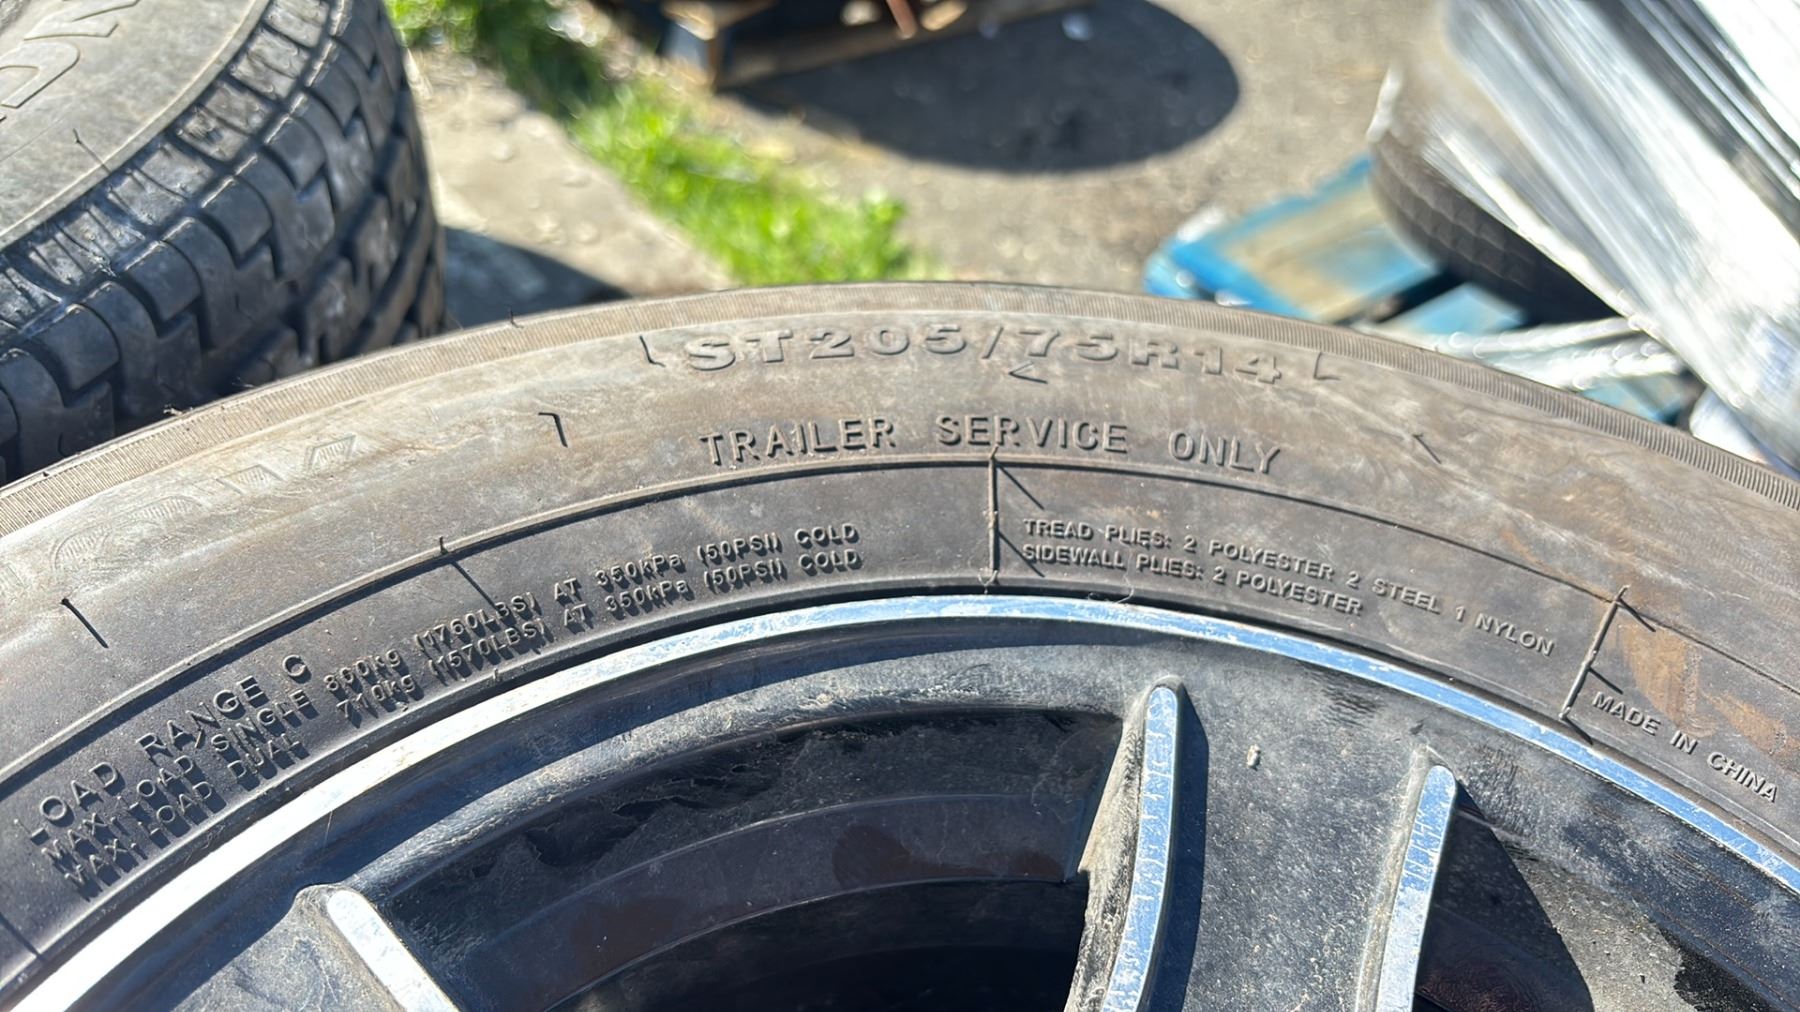 ST205/75R14
TRAILER SERVICE ONLY
LOAD RANGE C
MAX. LOAD SINGLE 800kg (1760LBS) AT 350kPa (50PSI) COLD
MAX. LOAD DUAL 710kg (1570LBS) AT 350kPa (50PSI) COLD
TREAD PLIES: 2 POLYESTER 2 STEEL 1 NYLON
SIDEWALL PLIES: 2 POLYESTER
MADE IN CHINA